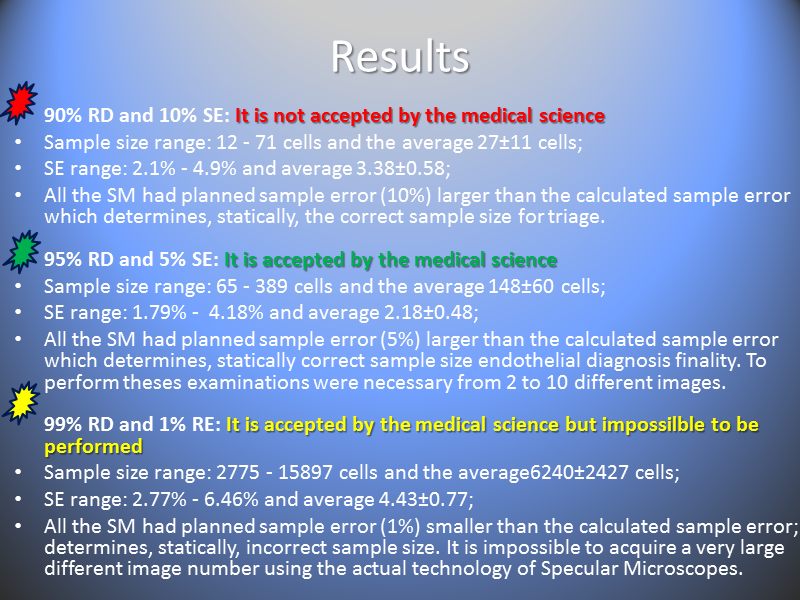 Results
90% RD and 10% SE: It is not accepted by the medical science
• Sample size range: 12 - 71 cells and the average 27±11 cells;
• SE range: 2.1% - 4.9% and average 3.38±0.58;
• All the SM had planned sample error (10%) larger than the calculated sample error
which determines, statically, the correct sample size for triage.
95% RD and 5% SE: It is accepted by the medical science
• Sample size range: 65 - 389 cells and the average 148±60 cells;
• SE range: 1.79% - 4.18% and average 2.18±0.48;
• All the SM had planned sample error (5%) larger than the calculated sample error
which determines, statically correct sample size endothelial diagnosis finality. To
perform theses examinations were necessary from 2 to 10 different images.
99% RD and 1% RE: It is accepted by the medical science but impossilble to be
performed
• Sample size range: 2775 - 15897 cells and the average6240±2427 cells;
• SE range: 2.77% - 6.46% and average 4.43±0.77;
• All the SM had planned sample error (1%) smaller than the calculated sample error;
determines, statically, incorrect sample size. It is impossible to acquire a very large
different image number using the actual technology of Specular Microscopes.